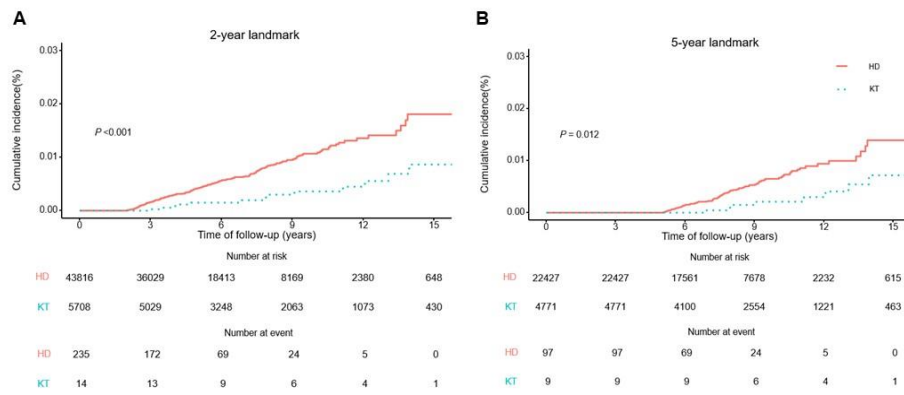 A
2-year landmark
Cumulative incidence(%)
0.03
0.02
0.01
0.00
P <0.001
0 3 6 9 12 15
Time of follow-up (years)
Number at risk
HD 43816 36029 18413 8169 2380 648
KT 5708 5029 3248 2063 1073 430
Number at event
HD 235 172 69 24 5 0
KT 14 13 9 6 4 1
B
5-year landmark
Cumulative incidence(%)
0.03
0.02
0.01
0.00
HD
KT
P = 0.012
0 3 6 9 12 15
Time of follow-up (years)
Number at risk
HD 22427 22427 17561 7678 2232 615
KT 4771 4771 4100 2554 1221 463
Number at event
HD 97 97 69 24 5 0
KT 9 9 9 6 4 1